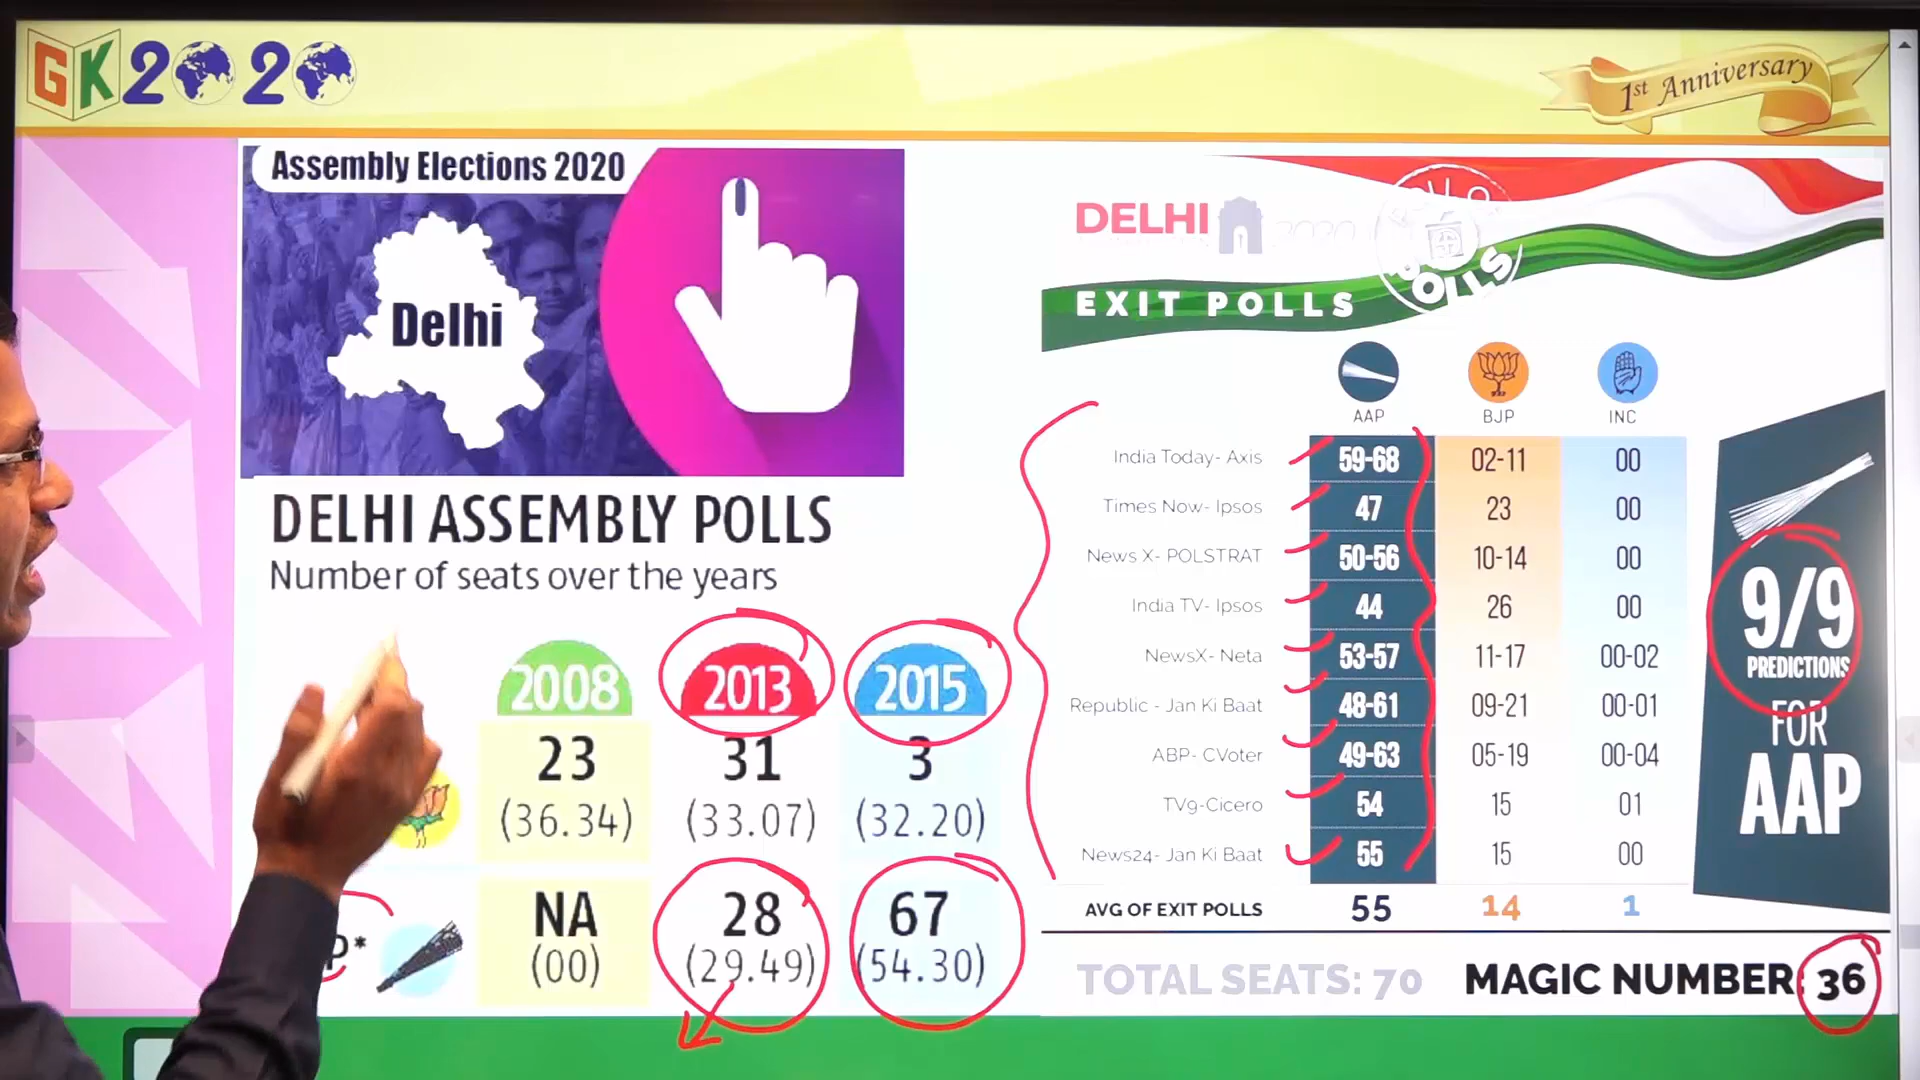 GK2020
1st Anniversary
Assembly Elections 2020
Delhi
DELHI ASSEMBLY POLLS
Number of seats over the years
2008 2013 2015
23 31 3
(36.34) (33.07) (32.20)
P* NA 28 67
(00) (29.49) (54.30)
DELHI 2020
EXIT POLLS
AAP BJP INC
India Today- Axis 59-68 02-11 00
Times Now- Ipsos 47 23 00
News X- POLSTRAT 50-56 10-14 00
India TV- Ipsos 44 26 00
NewsX- Neta 53-57 11-17 00-02
Republic - Jan Ki Baat 48-61 09-21 00-01
ABP- CVoter 49-63 05-19 00-04
TV9-Cicero 54 15 01
News24- Jan Ki Baat 55 15 00
AVG OF EXIT POLLS 55 14 1
TOTAL SEATS: 70 MAGIC NUMBER: 36
9/9
PREDICTIONS
FOR
AAP